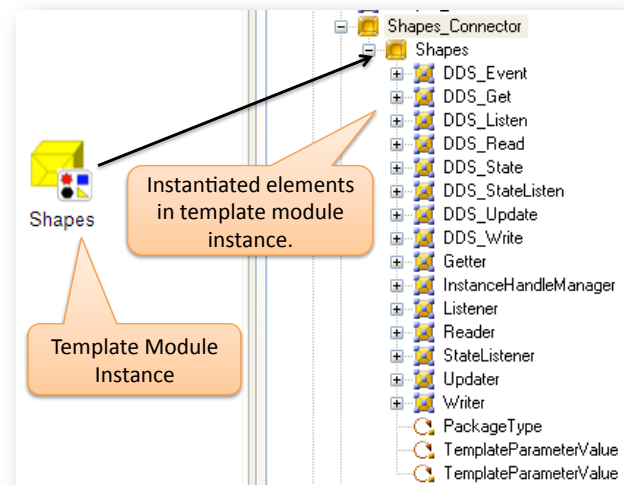 Shapes_Connector
Shapes
DDS_Event
DDS_Get
DDS_Listen
DDS_Read
DDS_State
DDS_StateListen
DDS_Update
DDS_Write
Getter
InstanceHandleManager
Listener
Reader
StateListener
Updater
Writer
PackageType
TemplateParameterValue
TemplateParameterValue
Shapes
Instantiated elements
in template module
instance.
Template Module
Instance